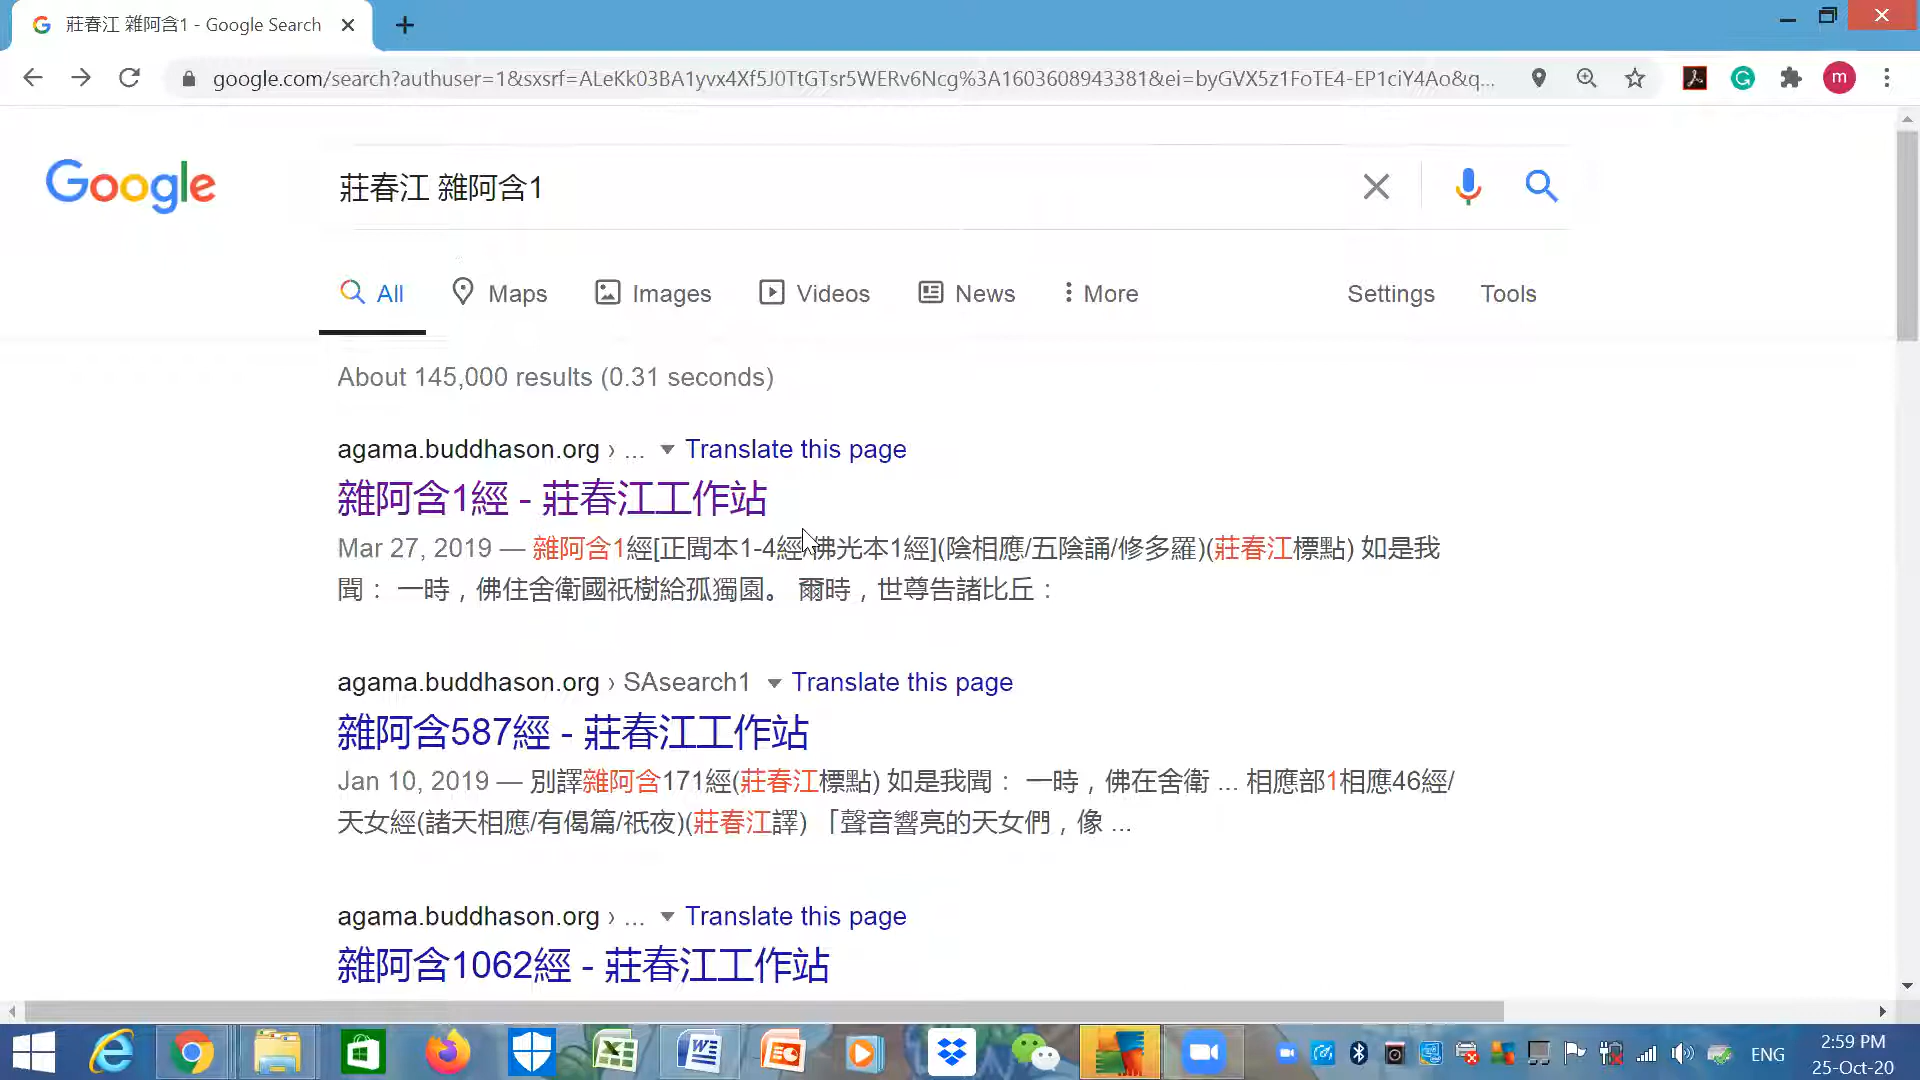 莊春江 雜阿含1 - Google Search
google.com/search?authuser=1&sxsrf=ALeKk03BA1yvx4Xf5J0TtGTsr5WERv6Ncg%3A1603608943381&ei=byGVX5z1FoTE4-EP1ciY4Ao&q...
m
Google
莊春江 雜阿含1
All Maps Images Videos News More Settings Tools
About 145,000 results (0.31 seconds)
agama.buddhason.org › ... Translate this page
雜阿含1經 - 莊春江工作站
Mar 27, 2019 — 雜阿含1經[正聞本1-4經/佛光本1經](陰相應/五陰誦/修多羅)(莊春江標點) 如是我
聞： 一時，佛住舍衛國祇樹給孤獨園。 爾時，世尊告諸比丘：
agama.buddhason.org › SAsearch1 Translate this page
雜阿含587經 - 莊春江工作站
Jan 10, 2019 — 別譯雜阿含171經(莊春江標點) 如是我聞： 一時，佛在舍衛 ... 相應部1相應46經/
天女經(諸天相應/有偈篇/祇夜)(莊春江譯) 「聲音響亮的天女們，像 ...
agama.buddhason.org › ... Translate this page
雜阿含1062經 - 莊春江工作站
ENG
2:59 PM
25-Oct-20